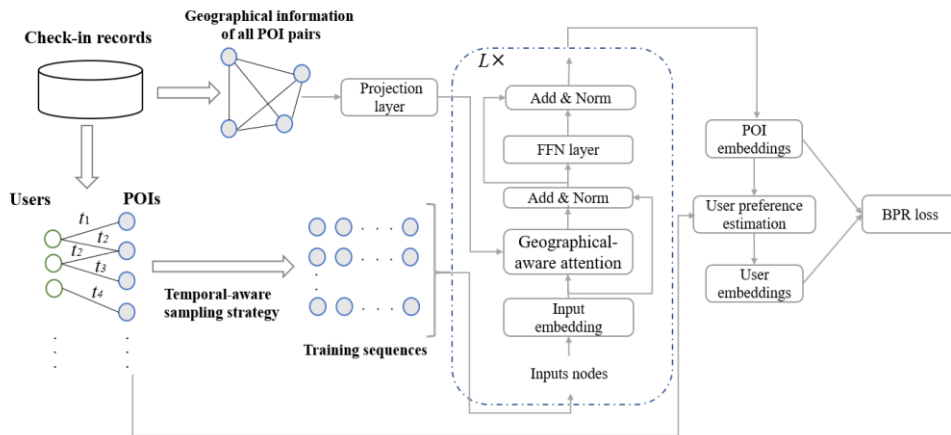 Check-in records
Geographical information
of all POI pairs
Projection
layer
Users
POIs
t1
t2
t2
t3
t4
Temporal-aware
sampling strategy
Training sequences
L×
Add & Norm
FFN layer
Add & Norm
Geographical-
aware attention
Input
embedding
Inputs nodes
POI
embeddings
User preference
estimation
User
embeddings
BPR loss